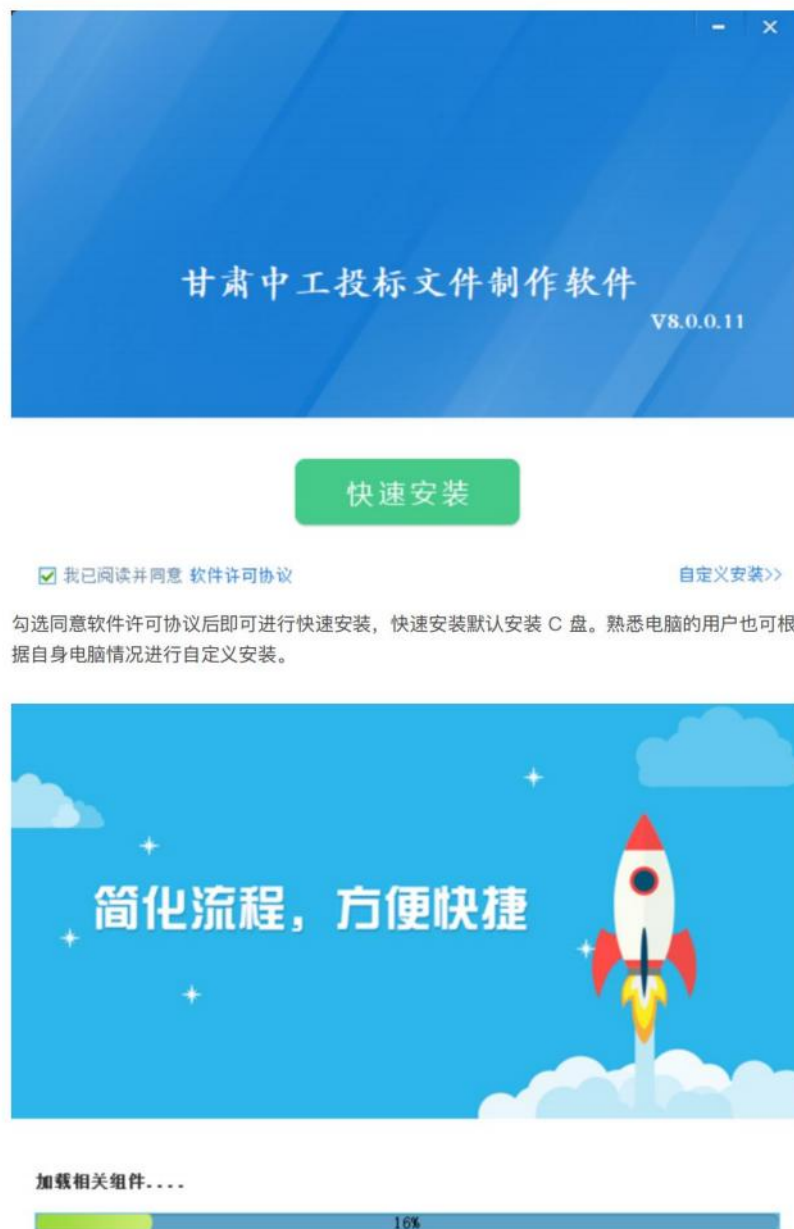 甘肃中工投标文件制作软件
V8.0.0.11
快速安装
我已阅读并同意 软件许可协议
自定义安装>>
勾选同意软件许可协议后即可进行快速安装，快速安装默认安装 C 盘。熟悉电脑的用户也可根
据自身电脑情况进行自定义安装。
简化流程，方便快捷
加载相关组件....
16%